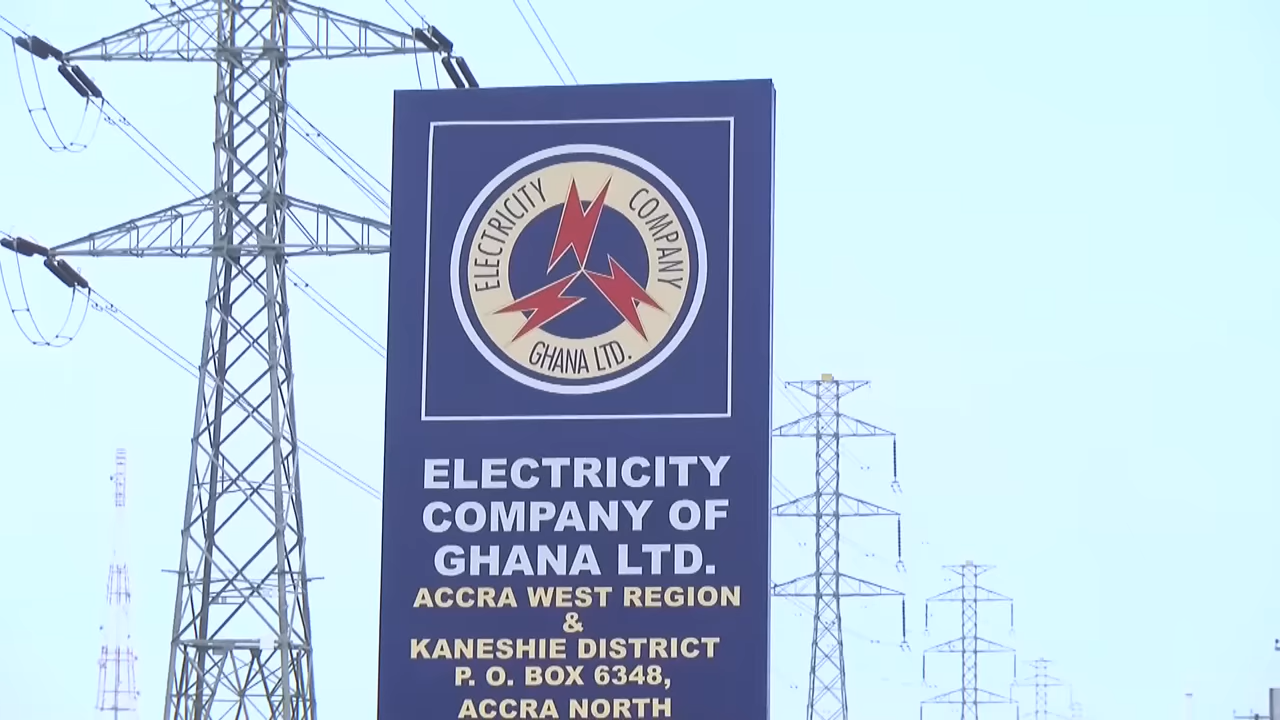 ELECTRICITY COMPANY
GHANA LTD.
ELECTRICITY
COMPANY OF
GHANA LTD.
ACCRA WEST REGION
&
KANESHIE DISTRICT
P. O. BOX 6348,
ACCRA NORTH